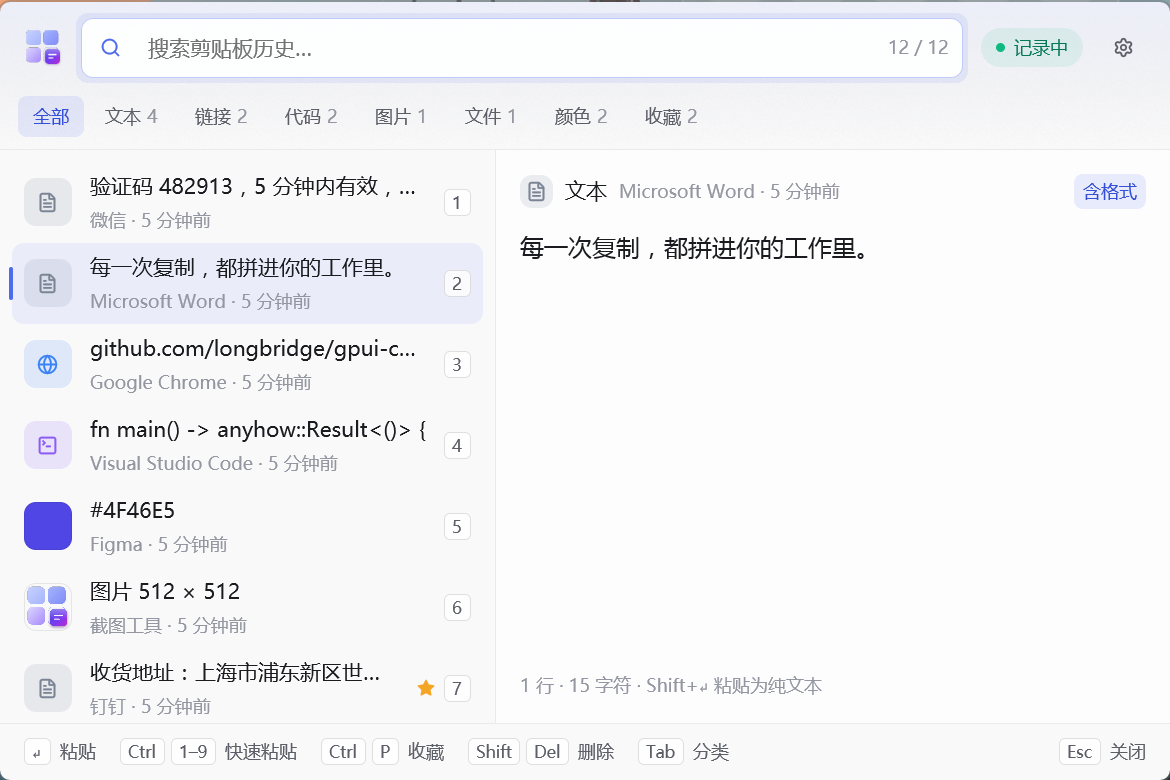 搜索剪贴板历史... 12 / 12 记录中
全部 文本 4 链接 2 代码 2 图片 1 文件 1 颜色 2 收藏 2
验证码 482913，5 分钟内有效，... 1
微信 · 5 分钟前
每一次复制，都拼进你的工作里。 2
Microsoft Word · 5 分钟前
github.com/longbridge/gpui-c... 3
Google Chrome · 5 分钟前
fn main() -> anyhow::Result<()> { 4
Visual Studio Code · 5 分钟前
#4F46E5 5
Figma · 5 分钟前
图片 512 × 512 6
截图工具 · 5 分钟前
收货地址：上海市浦东新区世... 7
钉钉 · 5 分钟前
文本 Microsoft Word · 5 分钟前 含格式
每一次复制，都拼进你的工作里。
1 行 · 15 字符 · Shift+↵ 粘贴为纯文本
↵ 粘贴 Ctrl 1–9 快速粘贴 Ctrl P 收藏 Shift Del 删除 Tab 分类 Esc 关闭